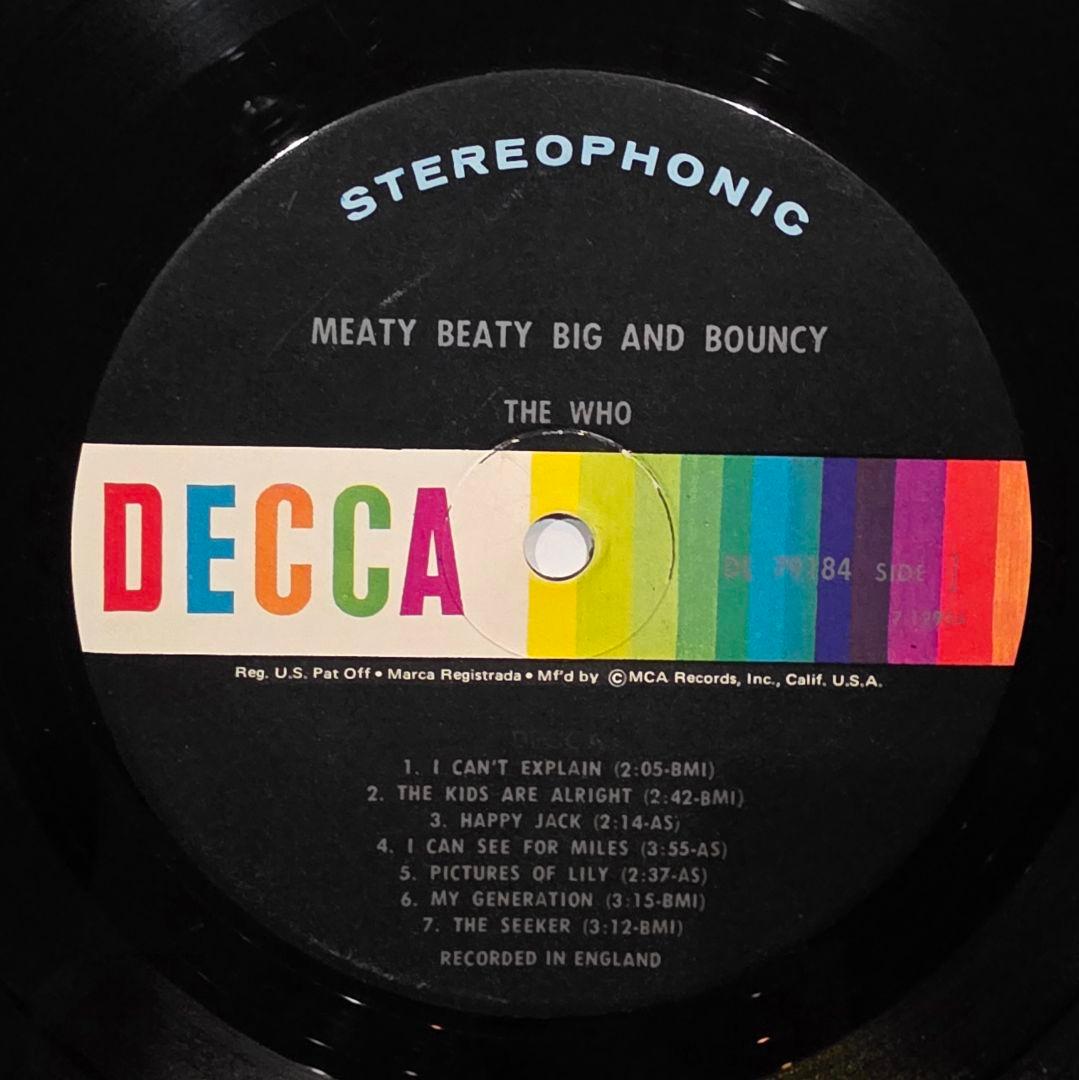 STEREOPHONIC
MEATY BEATY BIG AND BOUNCY
THE WHO
DECCA
DL 79184 SIDE 1
Reg. U.S. Pat Off • Marca Registrada • Mf'd by ©MCA Records, Inc., Calif. U.S.A.
1. I CAN'T EXPLAIN (2:05-BMI)
2. THE KIDS ARE ALRIGHT (2:42-BMI)
3. HAPPY JACK (2:14-AS)
4. I CAN SEE FOR MILES (3:55-AS)
5. PICTURES OF LILY (2:37-AS)
6. MY GENERATION (3:15-BMI)
7. THE SEEKER (3:12-BMI)
RECORDED IN ENGLAND